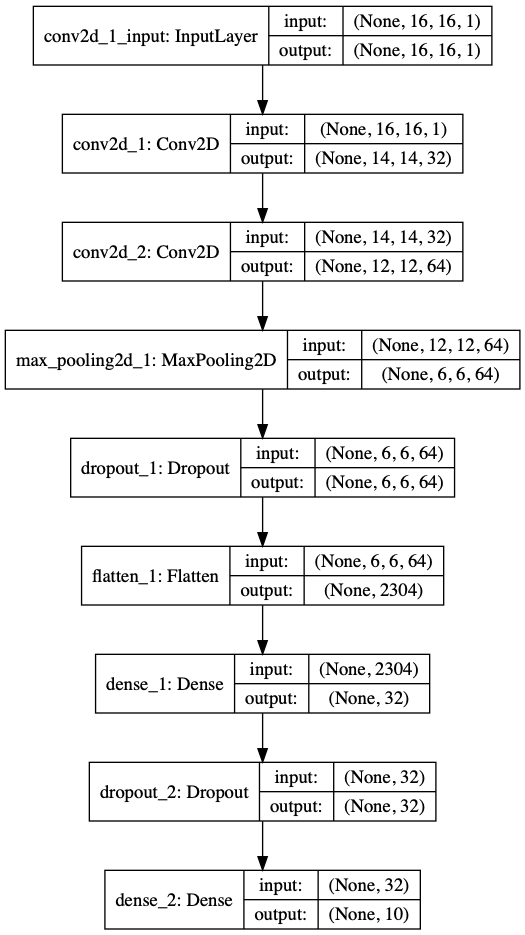 conv2d_1_input: InputLayer
input: (None, 16, 16, 1)
output: (None, 16, 16, 1)
conv2d_1: Conv2D
input: (None, 16, 16, 1)
output: (None, 14, 14, 32)
conv2d_2: Conv2D
input: (None, 14, 14, 32)
output: (None, 12, 12, 64)
max_pooling2d_1: MaxPooling2D
input: (None, 12, 12, 64)
output: (None, 6, 6, 64)
dropout_1: Dropout
input: (None, 6, 6, 64)
output: (None, 6, 6, 64)
flatten_1: Flatten
input: (None, 6, 6, 64)
output: (None, 2304)
dense_1: Dense
input: (None, 2304)
output: (None, 32)
dropout_2: Dropout
input: (None, 32)
output: (None, 32)
dense_2: Dense
input: (None, 32)
output: (None, 10)